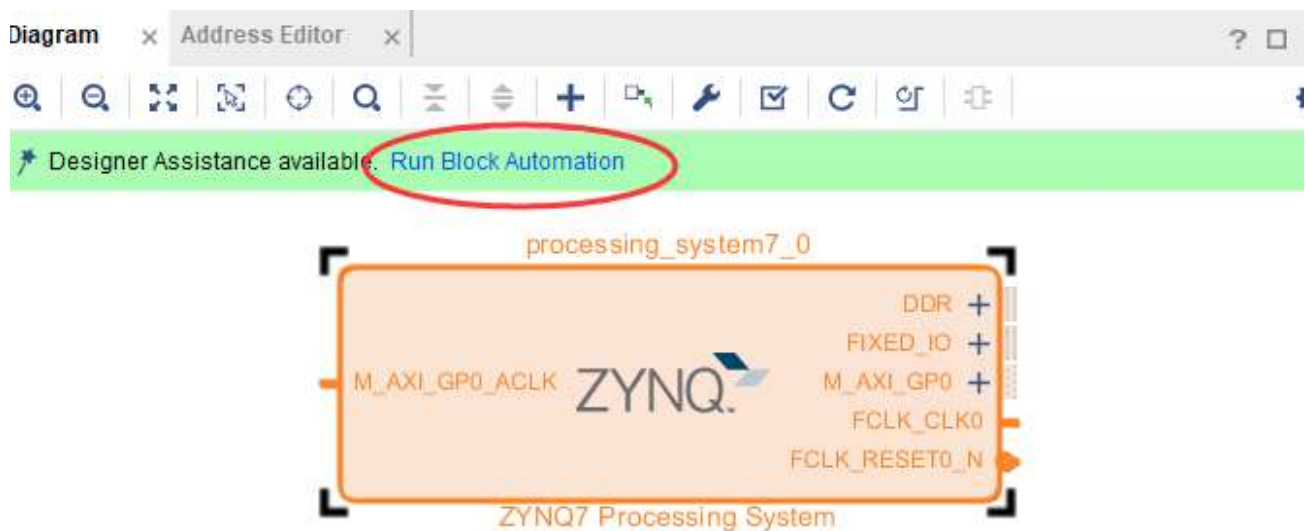 Diagram × Address Editor ×
?
Designer Assistance available. Run Block Automation
processing_system7_0
DDR
FIXED_IO
M_AXI_GP0_ACLK ZYNQ. M_AXI_GP0
FCLK_CLK0
FCLK_RESET0_N
ZYNQ7 Processing System